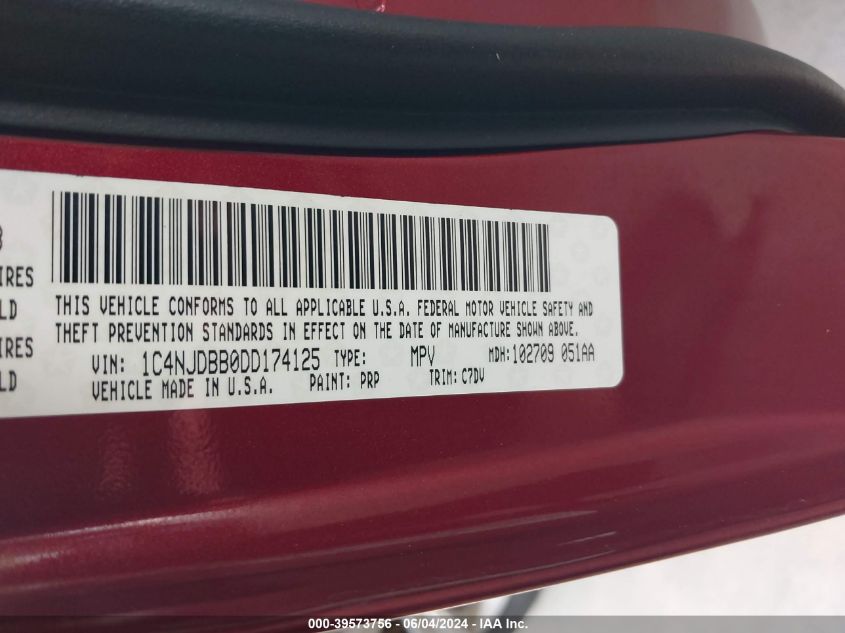 THIS VEHICLE CONFORMS TO ALL APPLICABLE U.S.A. FEDERAL MOTOR VEHICLE SAFETY AND
THEFT PREVENTION STANDARDS IN EFFECT ON THE DATE OF MANUFACTURE SHOWN ABOVE.
VIN: 1C4NJDBB0DD174125 TYPE: MPV MDH:102709 051AA
VEHICLE MADE IN U.S.A. PAINT: PRP TRIM: C7DV
000-39573756 - 06/04/2024 - IAA Inc.